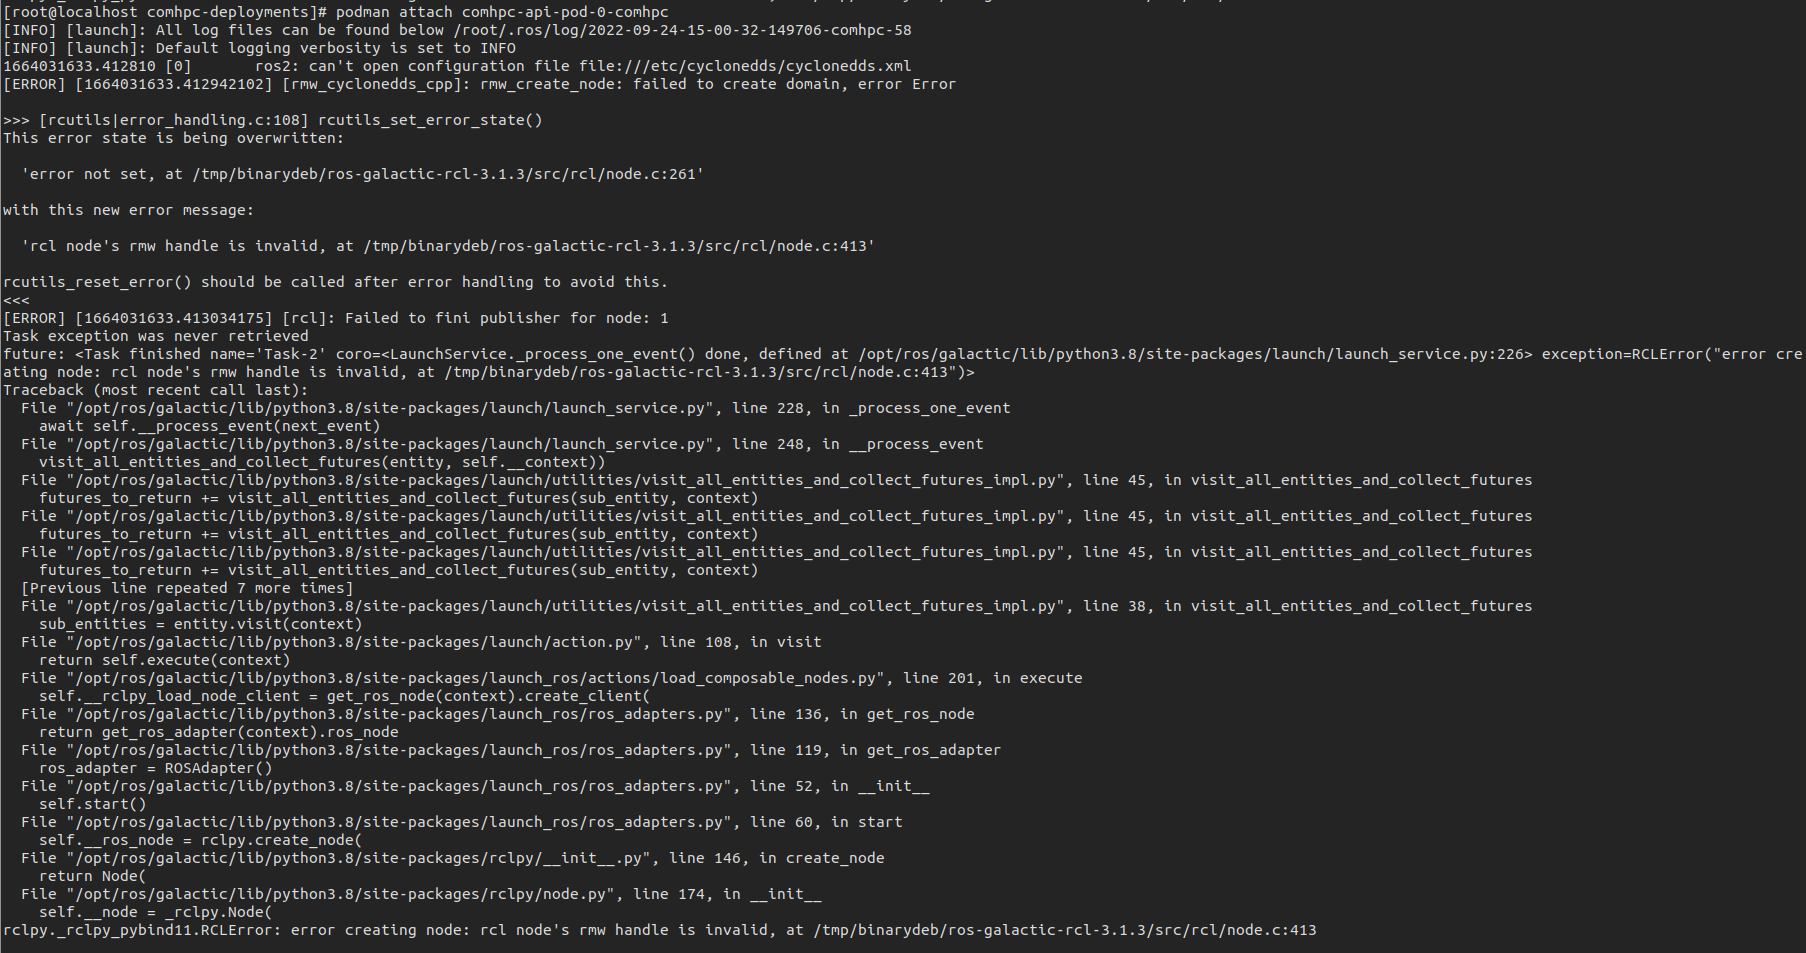 [root@localhost comhpc-deployments]# podman attach comhpc-api-pod-0-comhpc
[INFO] [launch]: All log files can be found below /root/.ros/log/2022-09-24-15-00-32-149706-comhpc-58
[INFO] [launch]: Default logging verbosity is set to INFO
1664031633.412810 [0]       ros2: can't open configuration file file:///etc/cyclonedds/cyclonedds.xml
[ERROR] [1664031633.412942102] [rmw_cyclonedds_cpp]: rmw_create_node: failed to create domain, error Error
>>> [rcutils|error_handling.c:108] rcutils_set_error_state()
This error state is being overwritten:
  'error not set, at /tmp/binarydeb/ros-galactic-rcl-3.1.3/src/rcl/node.c:261'
with this new error message:
  'rcl node's rmw handle is invalid, at /tmp/binarydeb/ros-galactic-rcl-3.1.3/src/rcl/node.c:413'
rcutils_reset_error() should be called after error handling to avoid this.
<<<
[ERROR] [1664031633.413034175] [rcl]: Failed to fini publisher for node: 1
Task exception was never retrieved
future: <Task finished name='Task-2' coro=<LaunchService._process_one_event() done, defined at /opt/ros/galactic/lib/python3.8/site-packages/launch/launch_service.py:226> exception=RCLError("error cre
ating node: rcl node's rmw handle is invalid, at /tmp/binarydeb/ros-galactic-rcl-3.1.3/src/rcl/node.c:413")>
Traceback (most recent call last):
  File "/opt/ros/galactic/lib/python3.8/site-packages/launch/launch_service.py", line 228, in _process_one_event
    await self.__process_event(next_event)
  File "/opt/ros/galactic/lib/python3.8/site-packages/launch/launch_service.py", line 248, in __process_event
    visit_all_entities_and_collect_futures(entity, self.__context))
  File "/opt/ros/galactic/lib/python3.8/site-packages/launch/utilities/visit_all_entities_and_collect_futures_impl.py", line 45, in visit_all_entities_and_collect_futures
    futures_to_return += visit_all_entities_and_collect_futures(sub_entity, context)
  File "/opt/ros/galactic/lib/python3.8/site-packages/launch/utilities/visit_all_entities_and_collect_futures_impl.py", line 45, in visit_all_entities_and_collect_futures
    futures_to_return += visit_all_entities_and_collect_futures(sub_entity, context)
  File "/opt/ros/galactic/lib/python3.8/site-packages/launch/utilities/visit_all_entities_and_collect_futures_impl.py", line 45, in visit_all_entities_and_collect_futures
    futures_to_return += visit_all_entities_and_collect_futures(sub_entity, context)
  [Previous line repeated 7 more times]
  File "/opt/ros/galactic/lib/python3.8/site-packages/launch/utilities/visit_all_entities_and_collect_futures_impl.py", line 38, in visit_all_entities_and_collect_futures
    sub_entities = entity.visit(context)
  File "/opt/ros/galactic/lib/python3.8/site-packages/launch/action.py", line 108, in visit
    return self.execute(context)
  File "/opt/ros/galactic/lib/python3.8/site-packages/launch_ros/actions/load_composable_nodes.py", line 201, in execute
    self.__rclpy_load_node_client = get_ros_node(context).create_client(
  File "/opt/ros/galactic/lib/python3.8/site-packages/launch_ros/ros_adapters.py", line 136, in get_ros_node
    return get_ros_adapter(context).ros_node
  File "/opt/ros/galactic/lib/python3.8/site-packages/launch_ros/ros_adapters.py", line 119, in get_ros_adapter
    ros_adapter = ROSAdapter()
  File "/opt/ros/galactic/lib/python3.8/site-packages/launch_ros/ros_adapters.py", line 52, in __init__
    self.start()
  File "/opt/ros/galactic/lib/python3.8/site-packages/launch_ros/ros_adapters.py", line 60, in start
    self.__ros_node = rclpy.create_node(
  File "/opt/ros/galactic/lib/python3.8/site-packages/rclpy/__init__.py", line 146, in create_node
    return Node(
  File "/opt/ros/galactic/lib/python3.8/site-packages/rclpy/node.py", line 174, in __init__
    self.__node = _rclpy.Node(
rclpy._rclpy_pybind11.RCLError: error creating node: rcl node's rmw handle is invalid, at /tmp/binarydeb/ros-galactic-rcl-3.1.3/src/rcl/node.c:413